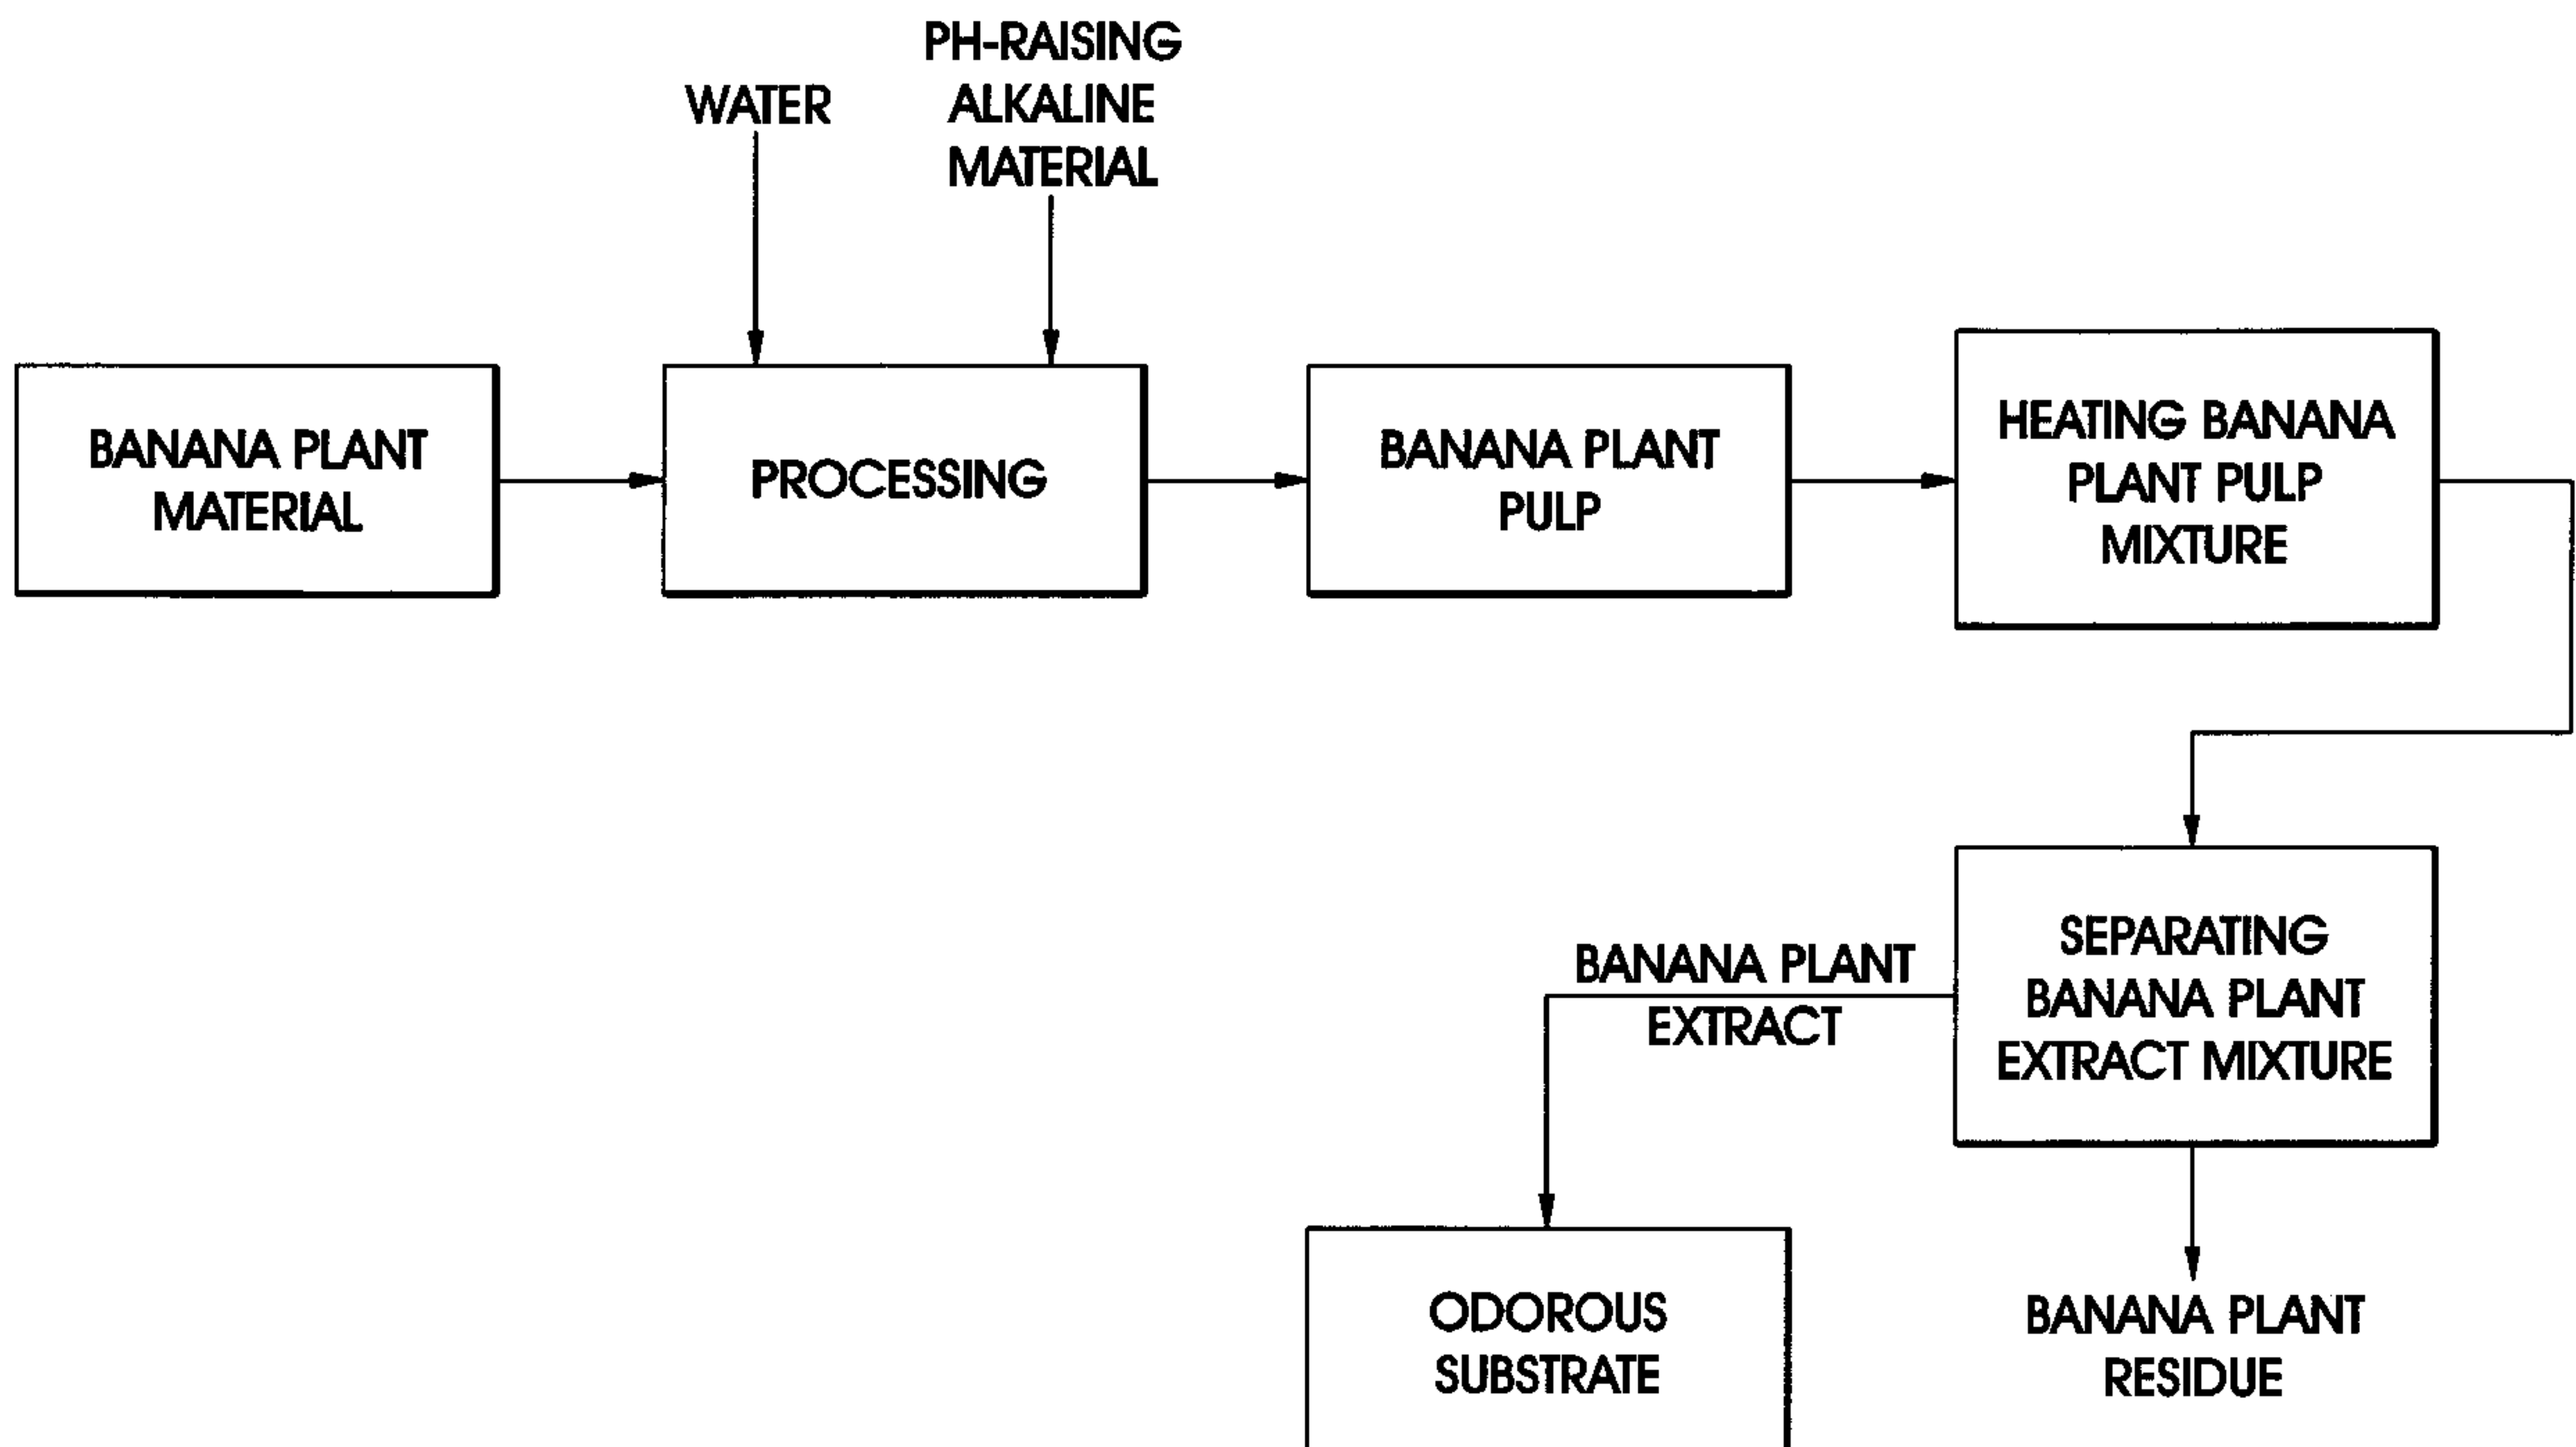 PH-RAISING
ALKALINE
MATERIAL
WATER
BANANA PLANT
MATERIAL
PROCESSING
BANANA PLANT
PULP
HEATING BANANA
PLANT PULP
MIXTURE
SEPARATING
BANANA PLANT
EXTRACT MIXTURE
BANANA PLANT
EXTRACT
ODOROUS
SUBSTRATE
BANANA PLANT
RESIDUE